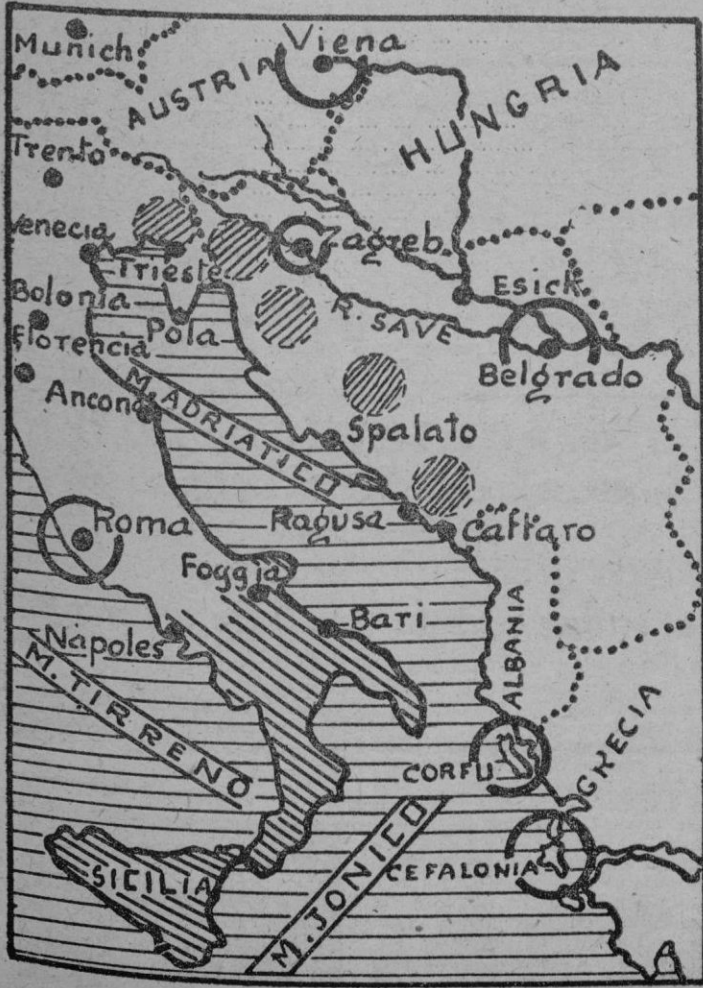 Munich
Viena
AUSTRIA
HUNGRIA
Trento
Venecia
Trieste
Zagreb
Bolonia
Pola
R. SAVE
Esick
Florencia
Belgrado
Ancona
M. ADRIATICO
Spalato
Roma
Ragusa
Cattaro
Foggia
Bari
Nápoles
ALBANIA
M. TIRRENO
CORFU
GRECIA
SICILIA
M. JONICO
CEFALONIA